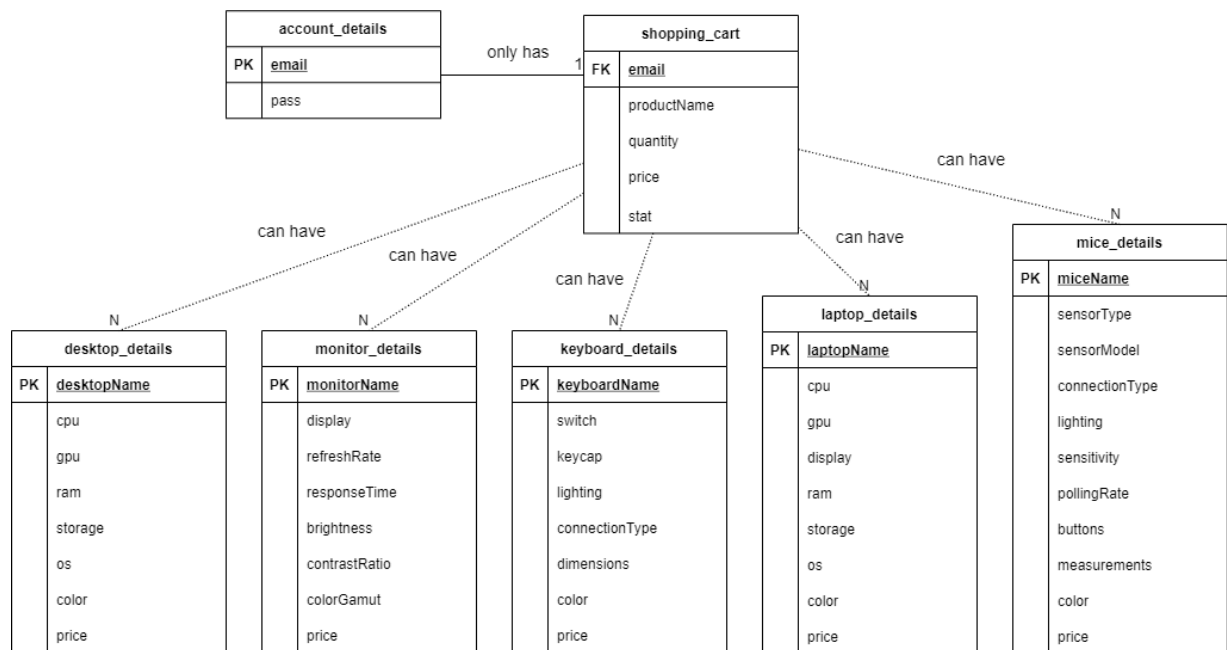 account_details
PK email
pass
only has
1
shopping_cart
FK email
productName
quantity
price
stat
can have
N
can have
N
can have
N
can have
N
can have
N
desktop_details
PK desktopName
cpu
gpu
ram
storage
os
color
price
monitor_details
PK monitorName
display
refreshRate
responseTime
brightness
contrastRatio
colorGamut
price
keyboard_details
PK keyboardName
switch
keycap
lighting
connectionType
dimensions
color
price
laptop_details
PK laptopName
cpu
gpu
display
ram
storage
os
color
price
mice_details
PK miceName
sensorType
sensorModel
connectionType
lighting
sensitivity
pollingRate
buttons
measurements
color
price